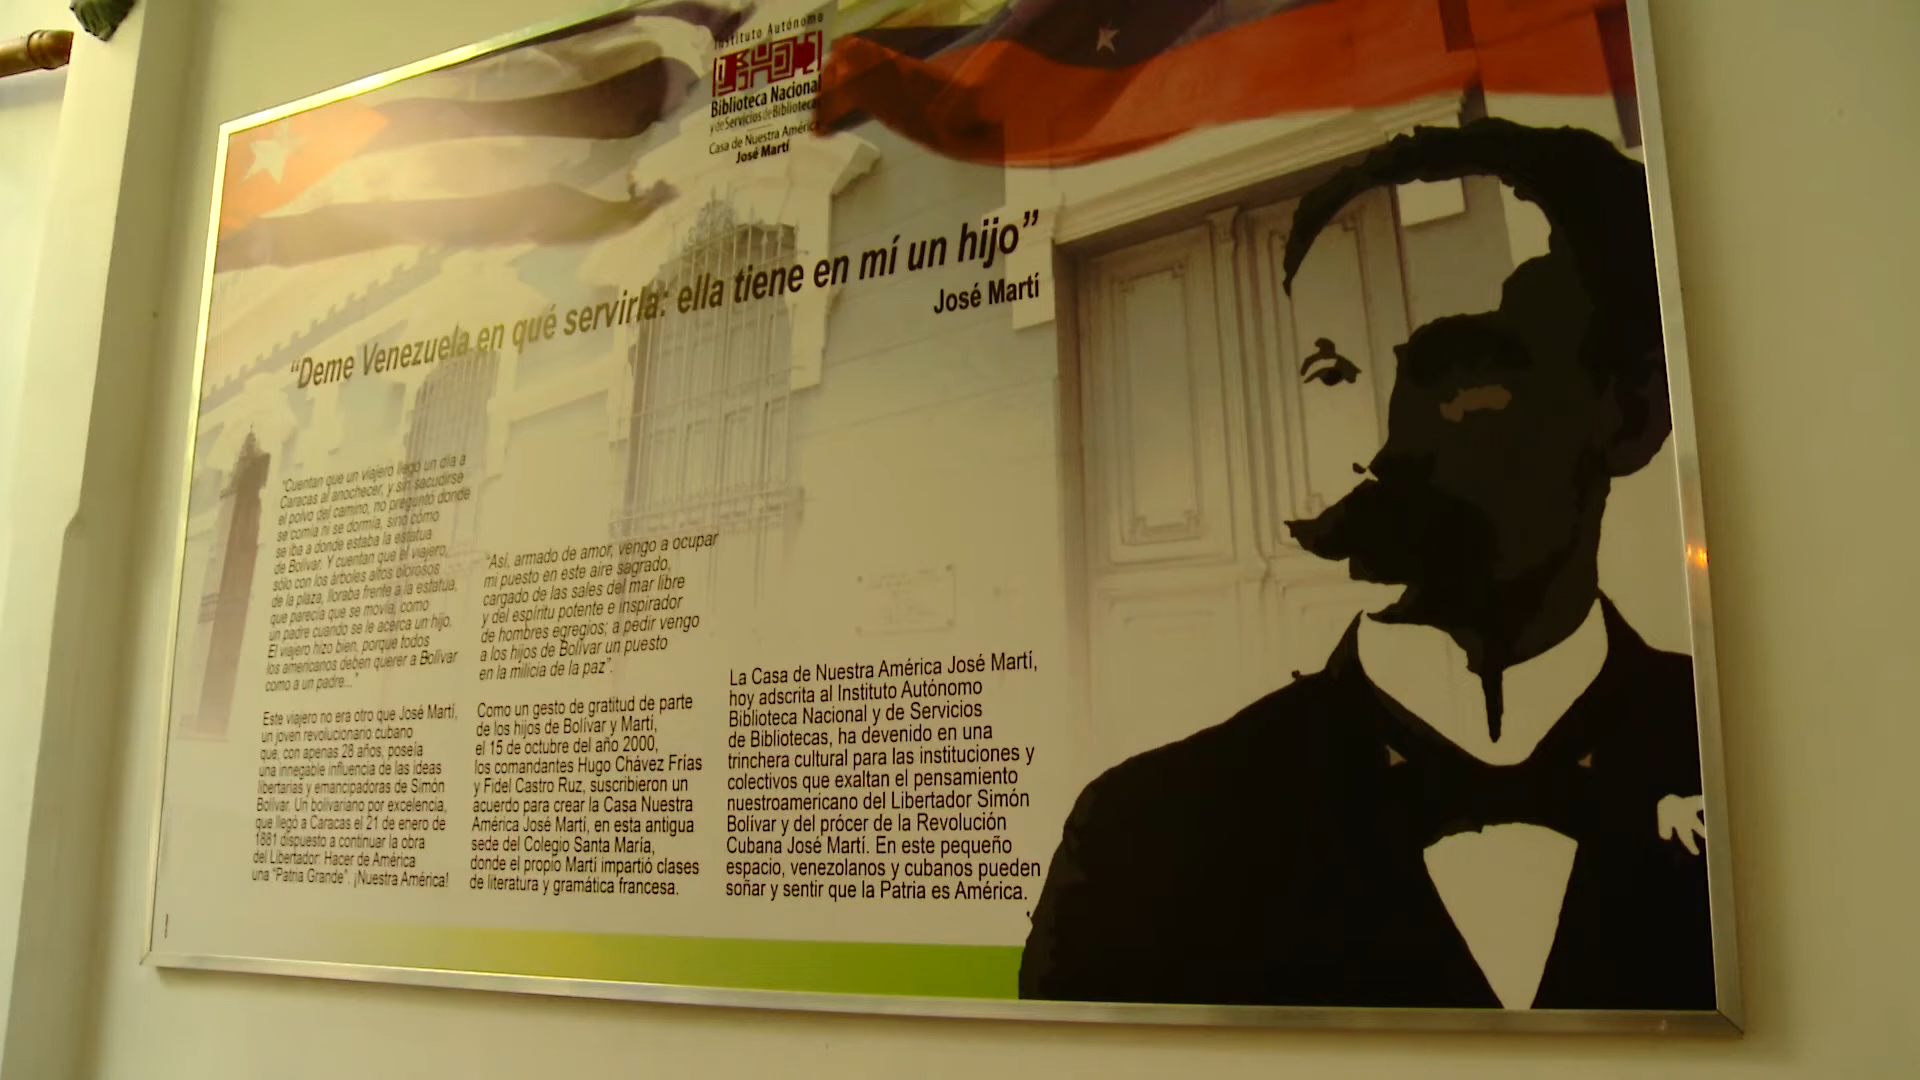 Instituto Autónomo
Biblioteca Nacional
y de Servicios de Bibliotecas
Casa de Nuestra América
José Martí
“Deme Venezuela en qué servirla: ella tiene en mí un hijo”
José Martí
“Cuentan que un viajero llegó un día a
Caracas al anochecer, y sin sacudirse
el polvo del camino, no preguntó donde
se comía ni se dormía, sino cómo
se iba a donde estaba la estatua
de Bolívar. Y cuentan que el viajero,
sólo con los árboles altos olorosos
de la plaza, lloraba frente a la estatua,
que parecía que se movía, como
un padre cuando se le acerca un hijo.
El viajero hizo bien, porque todos
los americanos deben querer a Bolívar
como a un padre...”
Este viajero no era otro que José Martí,
un joven revolucionario cubano
que, con apenas 28 años, poseía
una innegable influencia de las ideas
libertarias y emancipadoras de Simón
Bolívar. Un bolivariano por excelencia,
que llegó a Caracas el 21 de enero de
1881 dispuesto a continuar la obra
del Libertador: Hacer de América
una “Patria Grande”. ¡Nuestra América!
“Así, armado de amor, vengo a ocupar
mi puesto en este aire sagrado,
cargado de las sales del mar libre
y del espíritu potente e inspirador
de hombres egregios; a pedir vengo
a los hijos de Bolívar un puesto
en la milicia de la paz”.
Como un gesto de gratitud de parte
de los hijos de Bolívar y Martí,
el 15 de octubre del año 2000,
los comandantes Hugo Chávez Frías
y Fidel Castro Ruz, suscribieron un
acuerdo para crear la Casa Nuestra
América José Martí, en esta antigua
sede del Colegio Santa María,
donde el propio Martí impartió clases
de literatura y gramática francesa.
La Casa de Nuestra América José Martí,
hoy adscrita al Instituto Autónomo
Biblioteca Nacional y de Servicios
de Bibliotecas, ha devenido en una
trinchera cultural para las instituciones y
colectivos que exaltan el pensamiento
nuestroamericano del Libertador Simón
Bolívar y del prócer de la Revolución
Cubana José Martí. En este pequeño
espacio, venezolanos y cubanos pueden
soñar y sentir que la Patria es América.